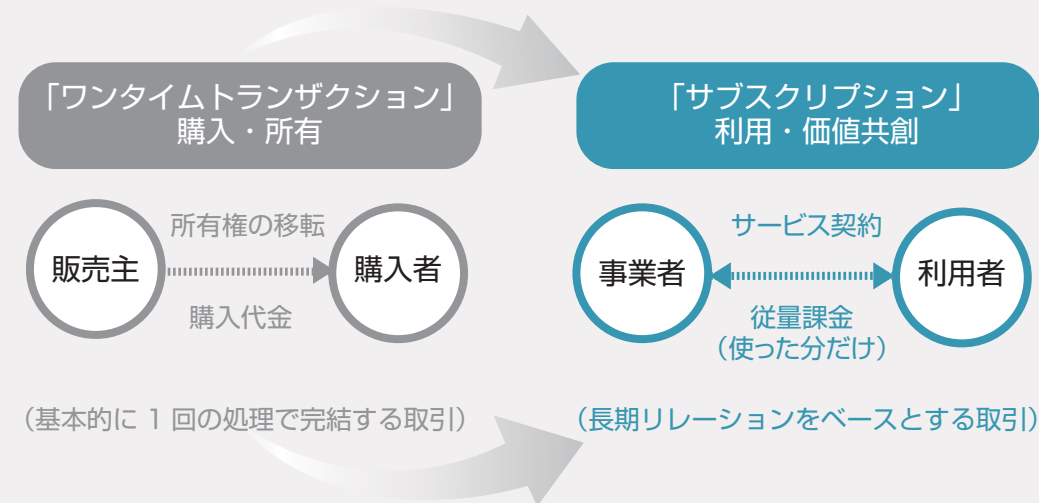 「ワンタイムトランザクション」
購入・所有
販売主
所有権の移転
購入代金
購入者
（基本的に 1 回の処理で完結する取引）
「サブスクリプション」
利用・価値共創
事業者
サービス契約
従量課金
（使った分だけ）
利用者
（長期リレーションをベースとする取引）